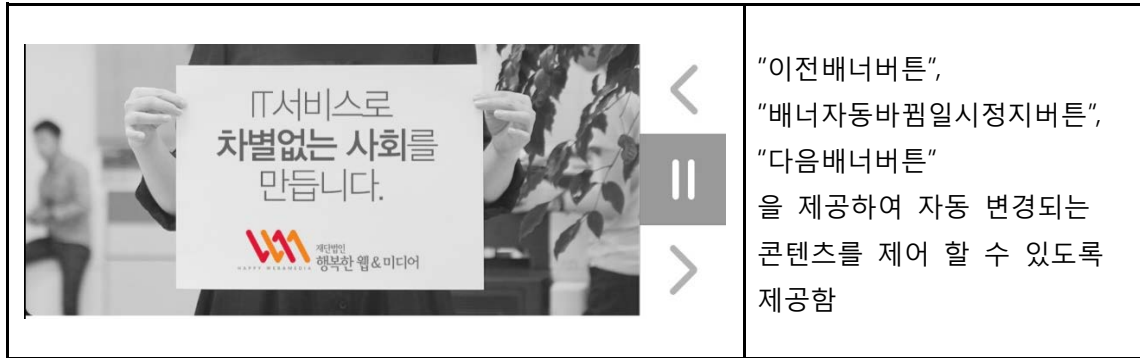 IT서비스로
차별없는 사회를
만듭니다.
재단법인
행복한 웹&미디어
HAPPY WEB&MEDIA
"이전배너버튼",
"배너자동바뀜일시정지버튼",
"다음배너버튼"
을 제공하여 자동 변경되는
콘텐츠를 제어 할 수 있도록
제공함